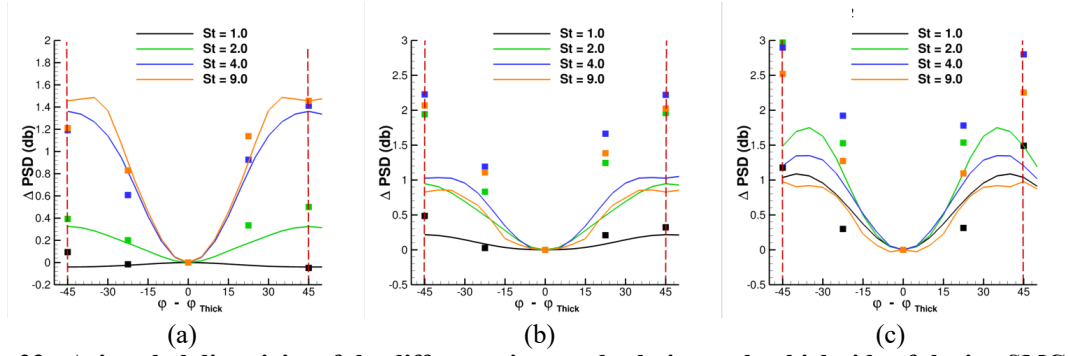 St = 1.0
St = 2.0
St = 4.0
St = 9.0
Δ PSD (db)
2
1.8
1.6
1.4
1.2
1
0.8
0.6
0.4
0.2
0
-0.2
-45 -30 -15 0 15 30 45
φ - φThick
(a)
St = 1.0
St = 2.0
St = 4.0
St = 9.0
Δ PSD (db)
3
2.5
2
1.5
1
0.5
0
-0.5
-45 -30 -15 0 15 30 45
φ - φThick
(b)
St = 1.0
St = 2.0
St = 4.0
St = 9.0
Δ PSD (db)
3
2.5
2
1.5
1
0.5
0
-0.5
-45 -30 -15 0 15 30 45
φ - φThick
(c)